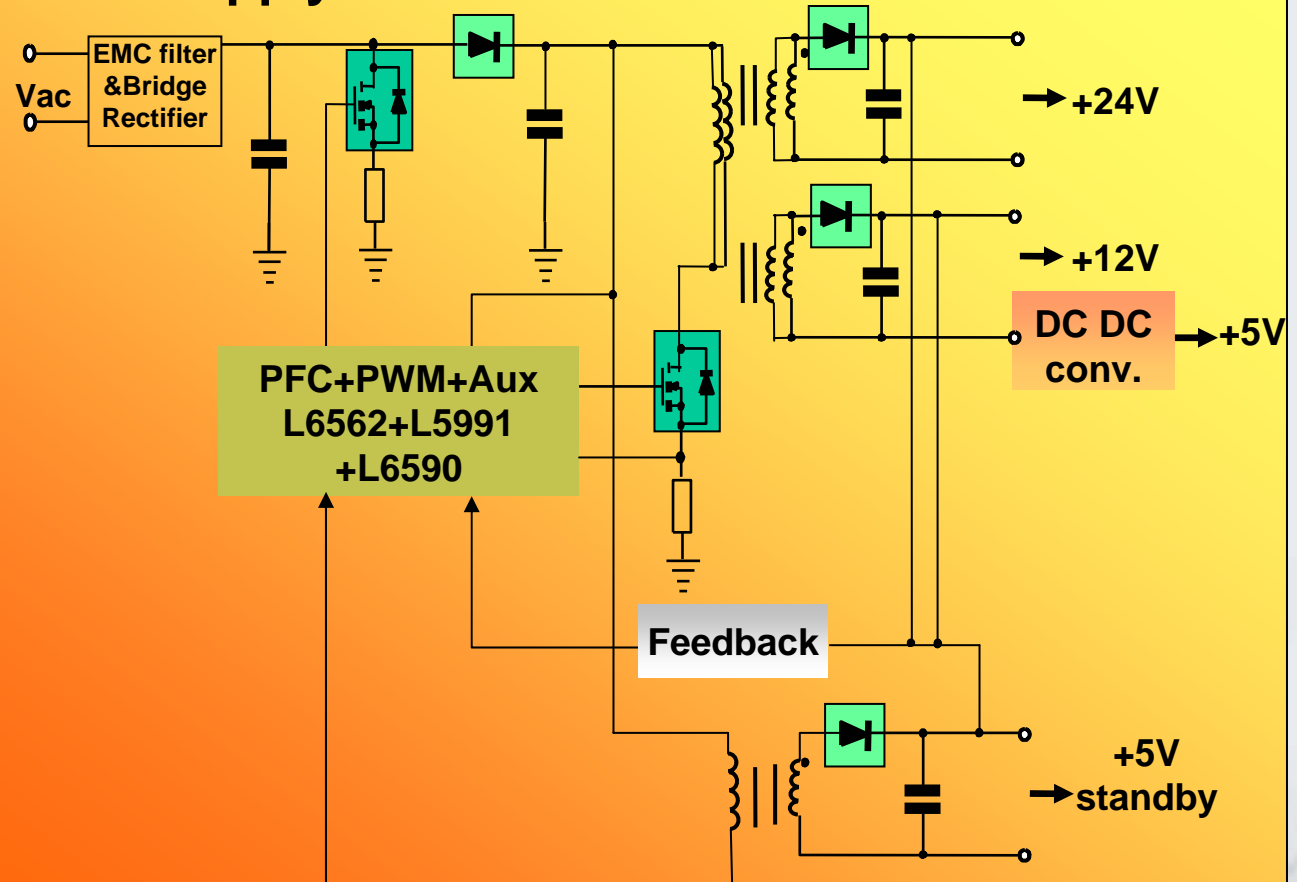 EMC filter
&Bridge
Rectifier
Vac
+24V
+12V
DC DC
conv.
+5V
PFC+PWM+Aux
L6562+L5991
+L6590
Feedback
+5V
standby